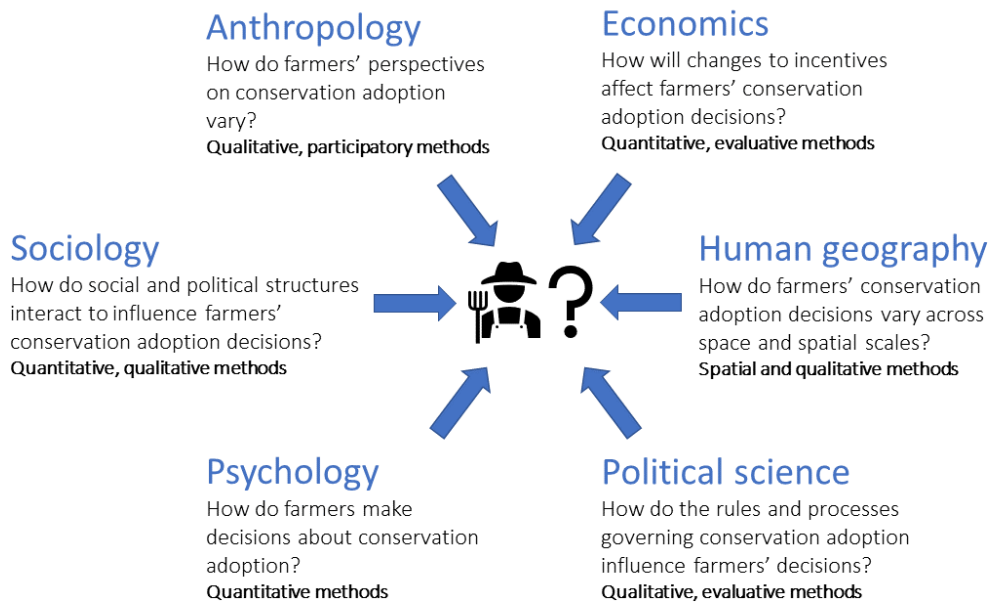 Anthropology
How do farmers' perspectives
on conservation adoption
vary?
Qualitative, participatory methods
Economics
How will changes to incentives
affect farmers' conservation
adoption decisions?
Quantitative, evaluative methods
Sociology
How do social and political structures
interact to influence farmers'
conservation adoption decisions?
Quantitative, qualitative methods
?
Human geography
How do farmers' conservation
adoption decisions vary across
space and spatial scales?
Spatial and qualitative methods
Psychology
How do farmers make
decisions about conservation
adoption?
Quantitative methods
Political science
How do the rules and processes
governing conservation adoption
influence farmers' decisions?
Qualitative, evaluative methods